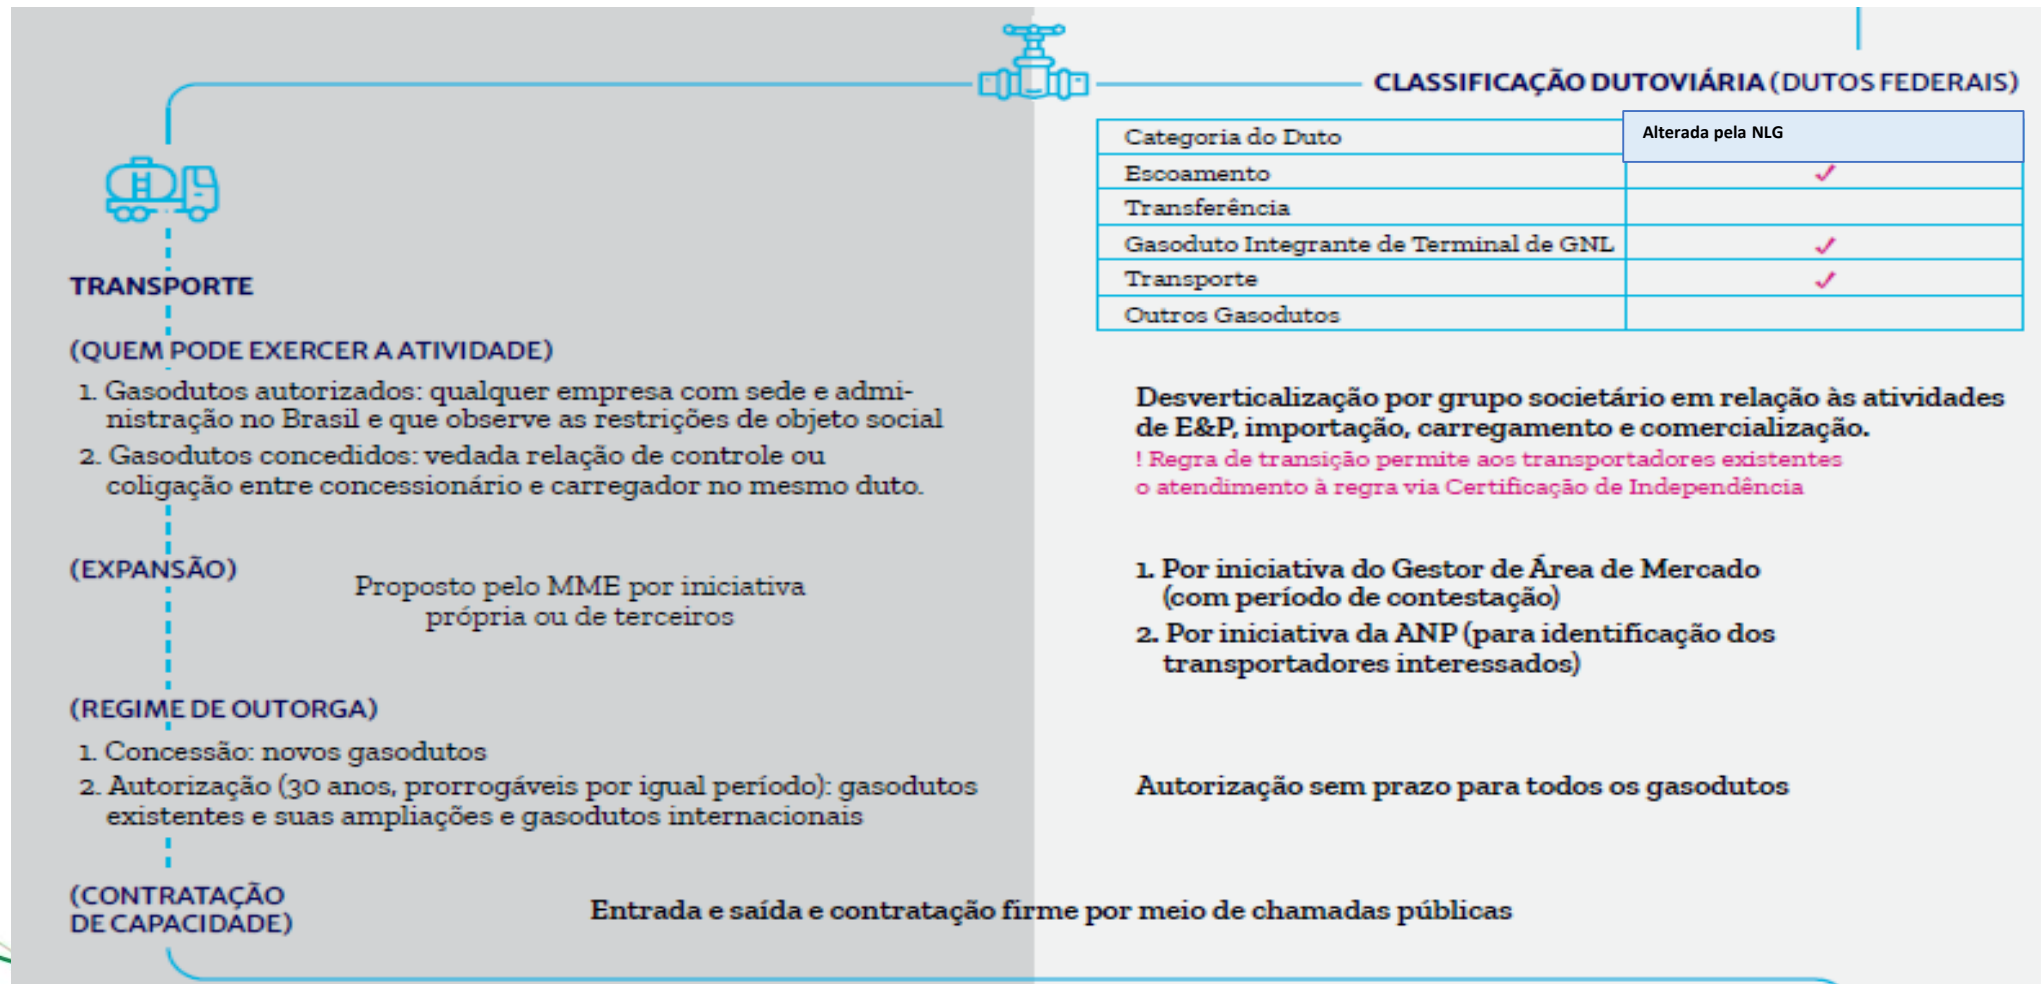 CLASSIFICAÇÃO DUTOVIÁRIA (DUTOS FEDERAIS)
Categoria do Duto
Alterada pela NLG
Escoamento
✓
Transferência
Gasoduto Integrante de Terminal de GNL
✓
Transporte
✓
Outros Gasodutos
TRANSPORTE
(QUEM PODE EXERCER A ATIVIDADE)
1. Gasodutos autorizados: qualquer empresa com sede e admi-
nistração no Brasil e que observe as restrições de objeto social
2. Gasodutos concedidos: vedada relação de controle ou
coligação entre concessionário e carregador no mesmo duto.
Desverticalização por grupo societário em relação às atividades
de E&P, importação, carregamento e comercialização.
! Regra de transição permite aos transportadores existentes
o atendimento à regra via Certificação de Independência
(EXPANSÃO)
Proposto pelo MME por iniciativa
própria ou de terceiros
1. Por iniciativa do Gestor de Área de Mercado
(com período de contestação)
2. Por iniciativa da ANP (para identificação dos
transportadores interessados)
(REGIME DE OUTORGA)
1. Concessão: novos gasodutos
2. Autorização (30 anos, prorrogáveis por igual período): gasodutos
existentes e suas ampliações e gasodutos internacionais
Autorização sem prazo para todos os gasodutos
(CONTRATAÇÃO
DE CAPACIDADE)
Entrada e saída e contratação firme por meio de chamadas públicas